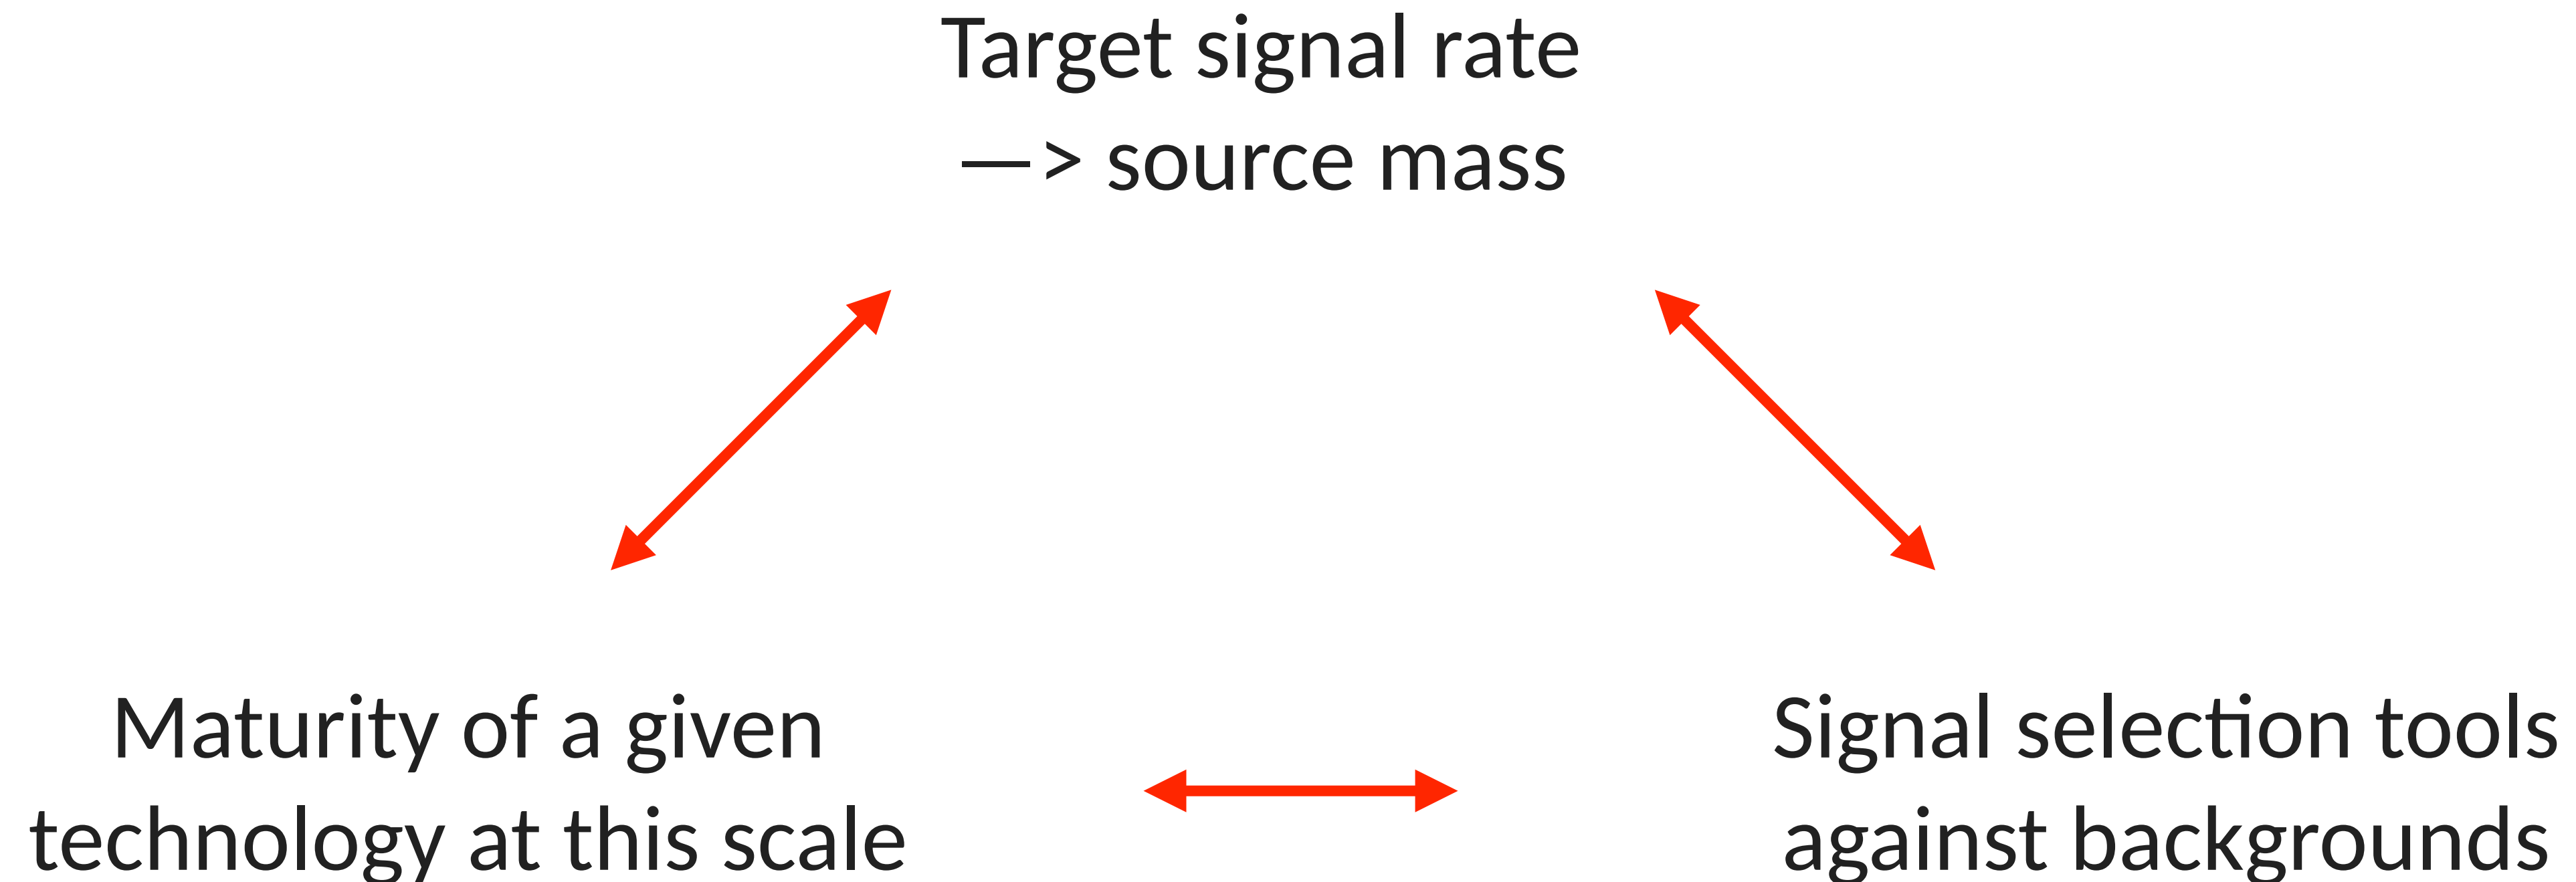 Target signal rate
—> source mass
Maturity of a given
technology at this scale
Signal selection tools
against backgrounds